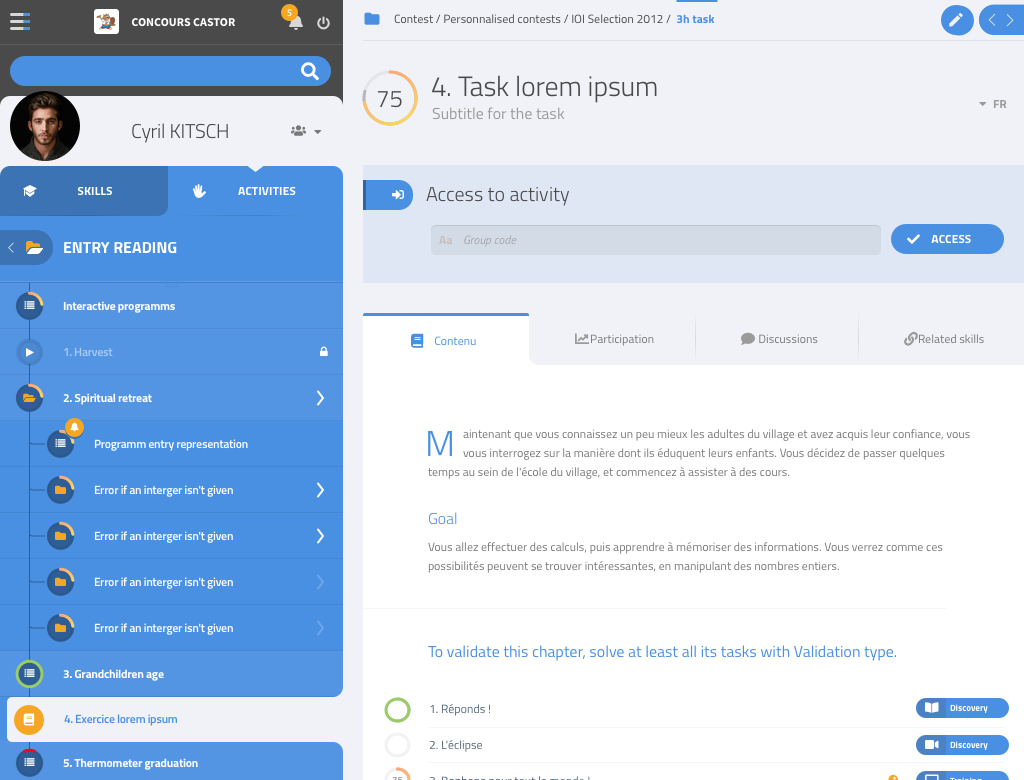 CONCOURS CASTOR
5
Cyril KITSCH
SKILLS
ACTIVITIES
ENTRY READING
Interactive programms
1. Harvest
2. Spiritual retreat
Programm entry representation
Error if an interger isn't given
Error if an interger isn't given
Error if an interger isn't given
Error if an interger isn't given
3. Grandchildren age
4. Exercice lorem ipsum
5. Thermometer graduation
Contest / Personnalised contests / IOI Selection 2012 / 3h task
75
4. Task lorem ipsum
Subtitle for the task
FR
Access to activity
Aa Group code
ACCESS
Contenu
Participation
Discussions
Related skills
Maintenant que vous connaissez un peu mieux les adultes du village et avez acquis leur confiance, vous
vous interrogez sur la manière dont ils éduquent leurs enfants. Vous décidez de passer quelques
temps au sein de l'école du village, et commencez à assister à des cours.
Goal
Vous allez effectuer des calculs, puis apprendre à mémoriser des informations. Vous verrez comme ces
possibilités peuvent se trouver intéressantes, en manipulant des nombres entiers.
To validate this chapter, solve at least all its tasks with Validation type.
1. Réponds !
Discovery
2. L'éclipse
Discovery
75
3. Bonbons pour tout le monde !
Training